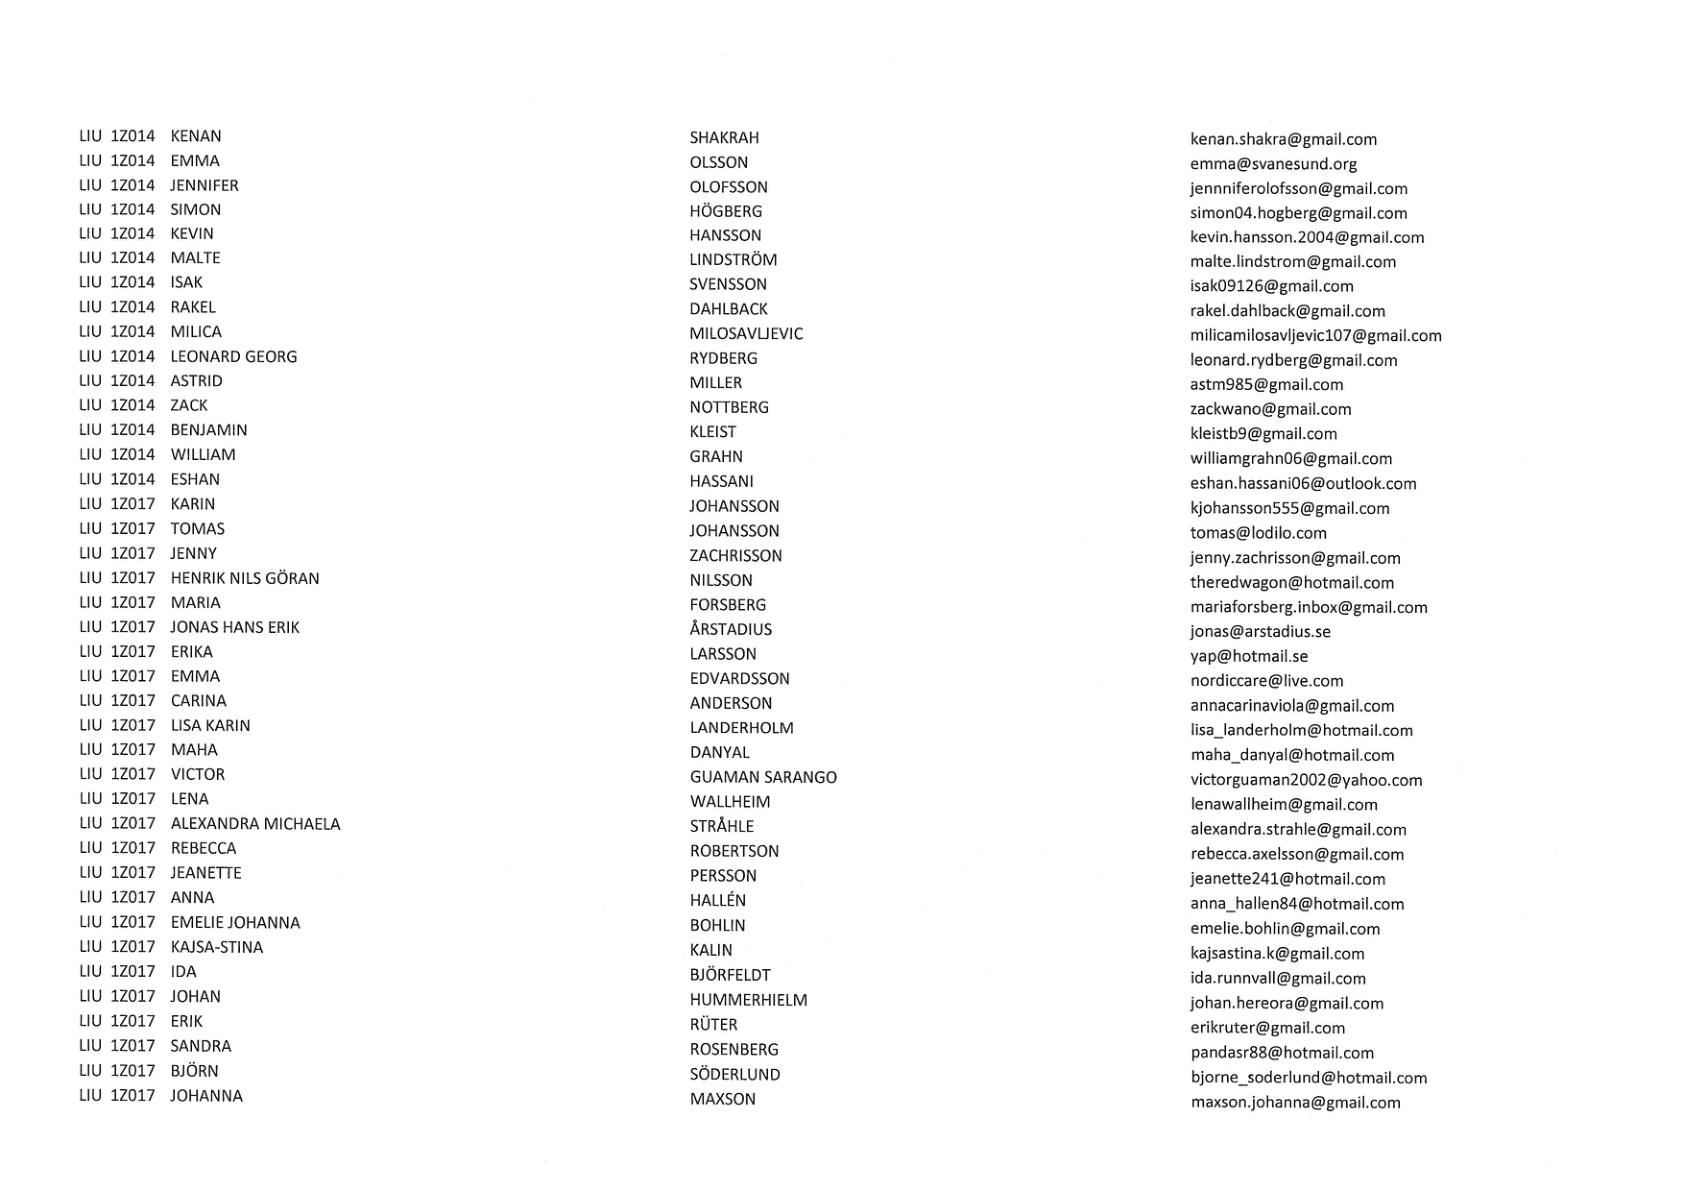 LIU 1Z014 KENAN SHAKRAH kenan.shakra@gmail.com
LIU 1Z014 EMMA OLSSON emma@svanesund.org
LIU 1Z014 JENNIFER OLOFSSON jennniferolofsson@gmail.com
LIU 1Z014 SIMON HÖGBERG simon04.hogberg@gmail.com
LIU 1Z014 KEVIN HANSSON kevin.hansson.2004@gmail.com
LIU 1Z014 MALTE LINDSTRÖM malte.lindstrom@gmail.com
LIU 1Z014 ISAK SVENSSON isak09126@gmail.com
LIU 1Z014 RAKEL DAHLBACK rakel.dahlback@gmail.com
LIU 1Z014 MILICA MILOSAVLJEVIC milicamilosavljevic107@gmail.com
LIU 1Z014 LEONARD GEORG RYDBERG leonard.rydberg@gmail.com
LIU 1Z014 ASTRID MILLER astm985@gmail.com
LIU 1Z014 ZACK NOTTBERG zackwano@gmail.com
LIU 1Z014 BENJAMIN KLEIST kleistb9@gmail.com
LIU 1Z014 WILLIAM GRAHN williamgrahn06@gmail.com
LIU 1Z014 ESHAN HASSANI eshan.hassani06@outlook.com
LIU 1Z017 KARIN JOHANSSON kjohansson555@gmail.com
LIU 1Z017 TOMAS JOHANSSON tomas@lodilo.com
LIU 1Z017 JENNY ZACHRISSON jenny.zachrisson@gmail.com
LIU 1Z017 HENRIK NILS GÖRAN NILSSON theredwagon@hotmail.com
LIU 1Z017 MARIA FORSBERG mariaforsberg.inbox@gmail.com
LIU 1Z017 JONAS HANS ERIK ÅRSTADIUS jonas@arstadius.se
LIU 1Z017 ERIKA LARSSON yap@hotmail.se
LIU 1Z017 EMMA EDVARDSSON nordiccare@live.com
LIU 1Z017 CARINA ANDERSON annacarinaviola@gmail.com
LIU 1Z017 LISA KARIN LANDERHOLM lisa_landerholm@hotmail.com
LIU 1Z017 MAHA DANYAL maha_danyal@hotmail.com
LIU 1Z017 VICTOR GUAMAN SARANGO victorguaman2002@yahoo.com
LIU 1Z017 LENA WALLHEIM lenawallheim@gmail.com
LIU 1Z017 ALEXANDRA MICHAELA STRÅHLE alexandra.strahle@gmail.com
LIU 1Z017 REBECCA ROBERTSON rebecca.axelsson@gmail.com
LIU 1Z017 JEANETTE PERSSON jeanette241@hotmail.com
LIU 1Z017 ANNA HALLÉN anna_hallen84@hotmail.com
LIU 1Z017 EMELIE JOHANNA BOHLIN emelie.bohlin@gmail.com
LIU 1Z017 KAJSA-STINA KALIN kajsastina.k@gmail.com
LIU 1Z017 IDA BJÖRFELDT ida.runnvall@gmail.com
LIU 1Z017 JOHAN HUMMERHIELM johan.hereora@gmail.com
LIU 1Z017 ERIK RÜTER erikruter@gmail.com
LIU 1Z017 SANDRA ROSENBERG pandasr88@hotmail.com
LIU 1Z017 BJÖRN SÖDERLUND bjorne_soderlund@hotmail.com
LIU 1Z017 JOHANNA MAXSON maxson.johanna@gmail.com